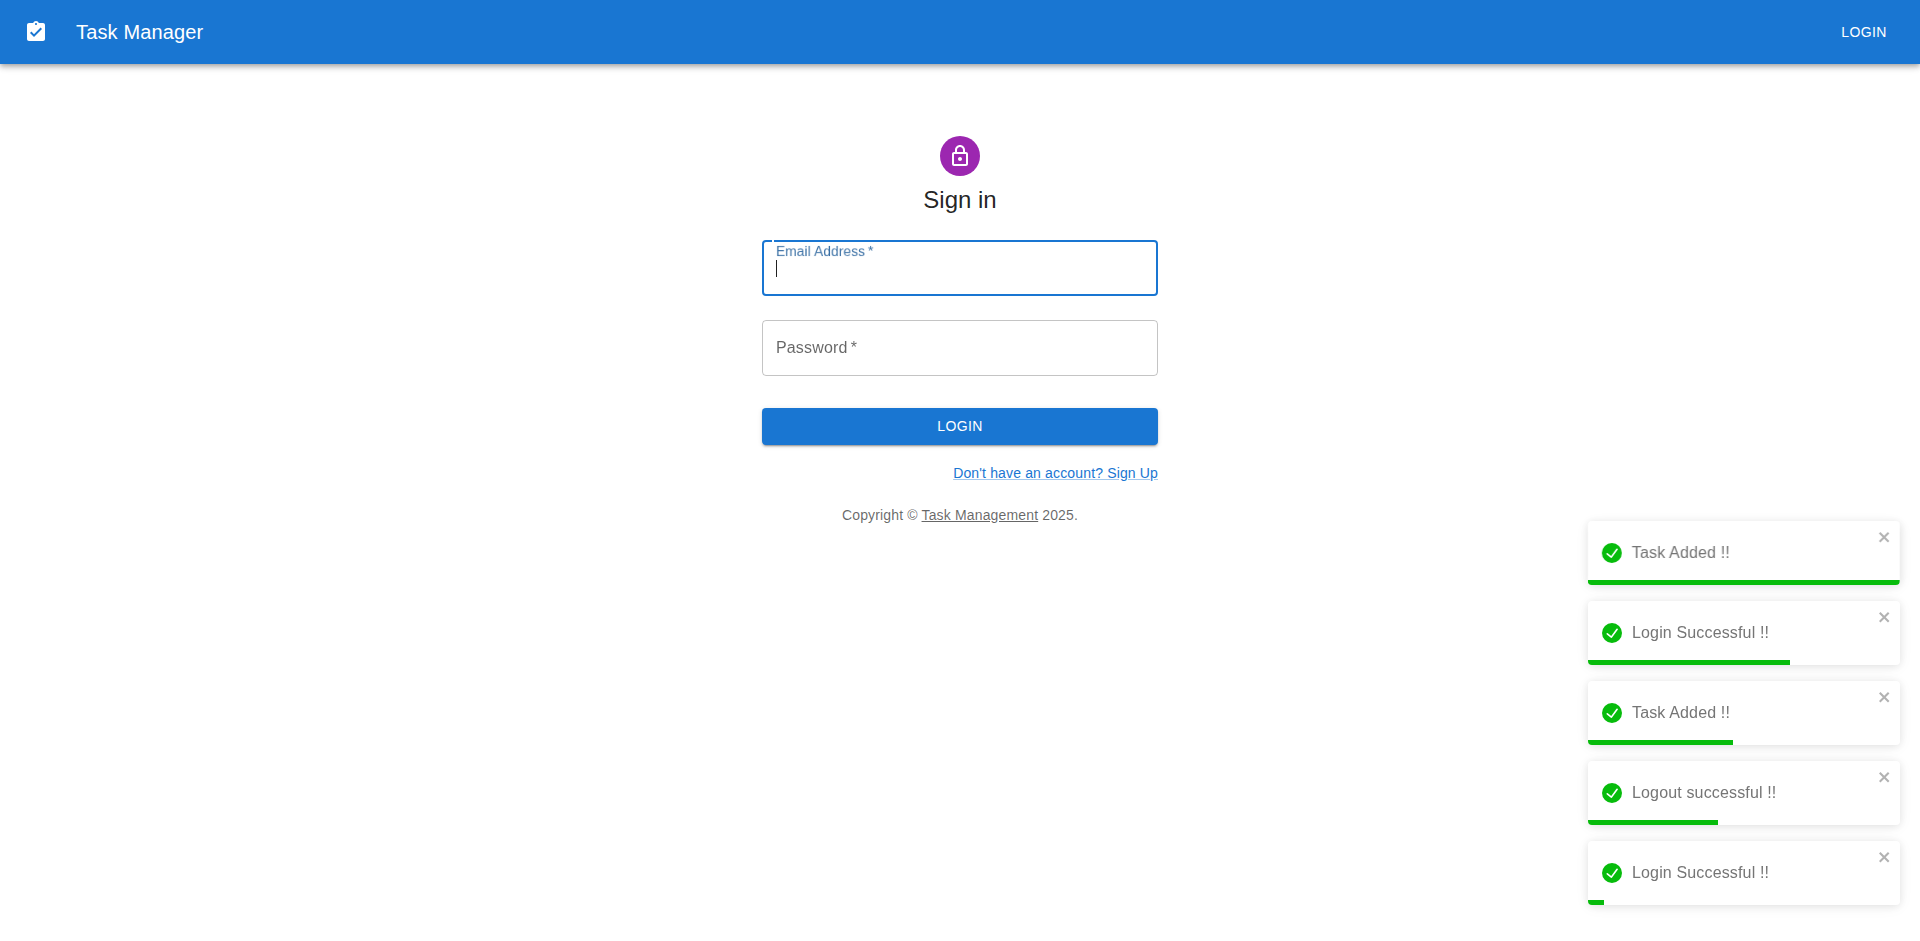 Task Manager
LOGIN
Sign in
Email Address *
Password *
LOGIN
Don't have an account? Sign Up
Copyright © Task Management 2025.
Task Added !!
Login Successful !!
Task Added !!
Logout successful !!
Login Successful !!